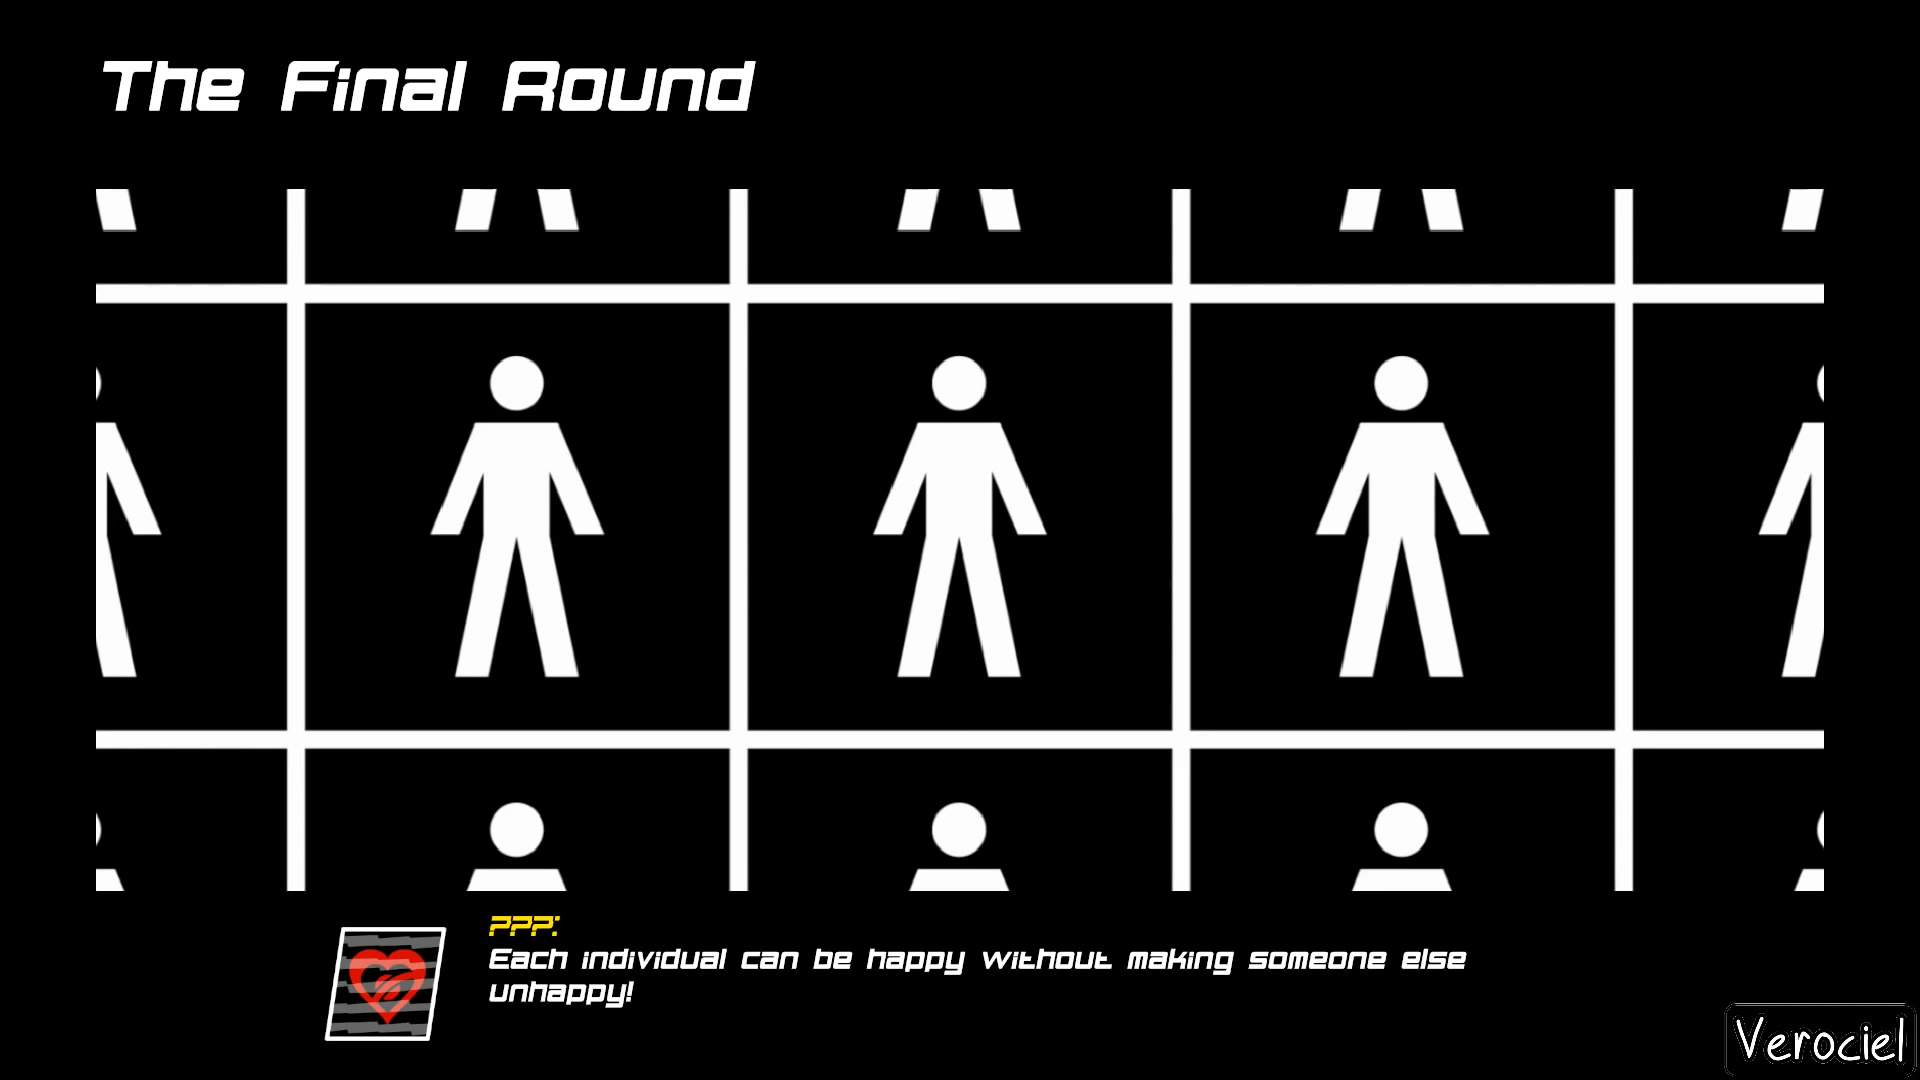 The Final Round
???:
Each individual can be happy without making someone else
unhappy!
Verociel